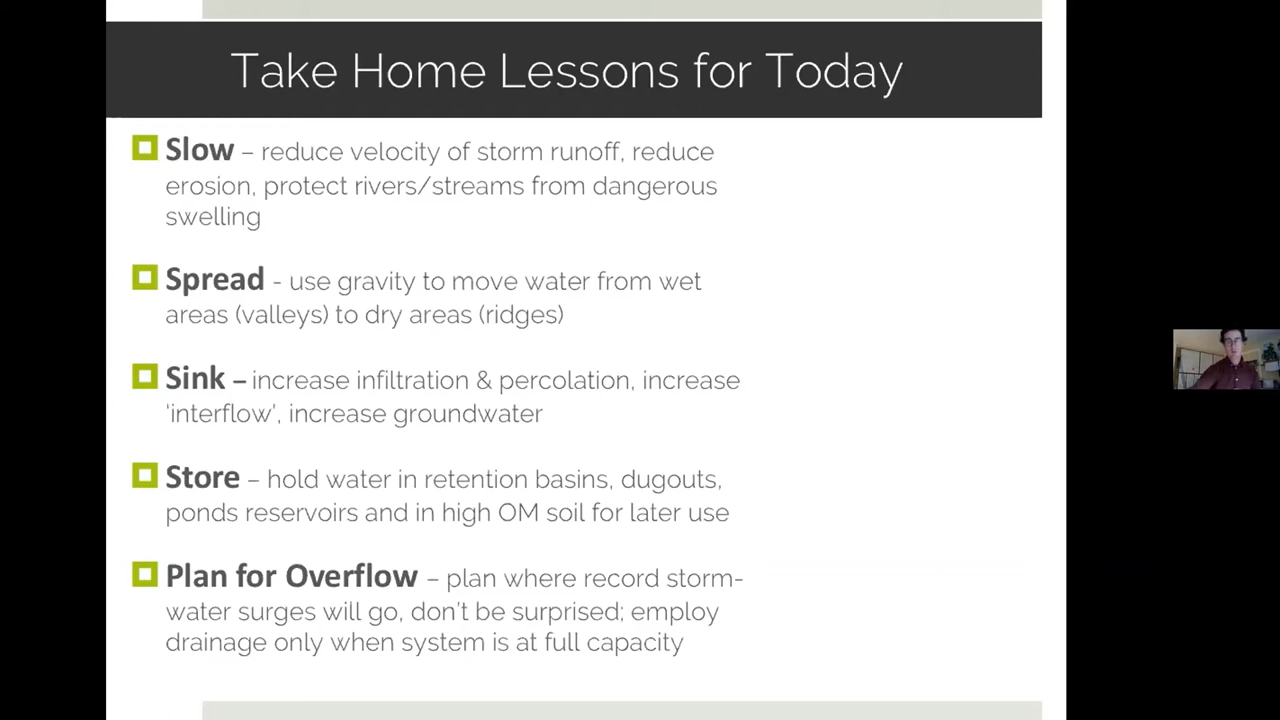 Take Home Lessons for Today
Slow – reduce velocity of storm runoff, reduce
erosion, protect rivers/streams from dangerous
swelling
Spread - use gravity to move water from wet
areas (valleys) to dry areas (ridges)
Sink – increase infiltration & percolation, increase
‘interflow’, increase groundwater
Store – hold water in retention basins, dugouts,
ponds reservoirs and in high OM soil for later use
Plan for Overflow – plan where record storm-
water surges will go, don’t be surprised; employ
drainage only when system is at full capacity